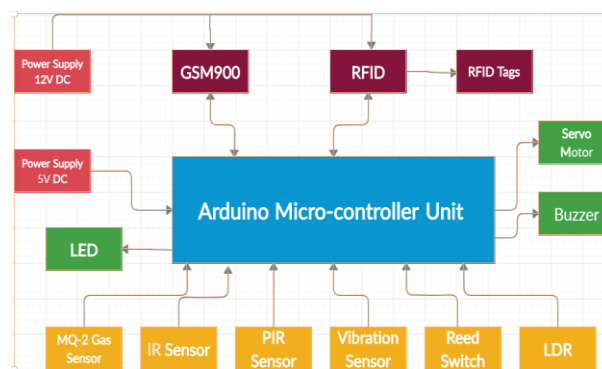 Power Supply
12V DC
GSM900
RFID
RFID Tags
Servo
Motor
Power Supply
5V DC
Arduino Micro-controller Unit
Buzzer
LED
MQ-2 Gas
Sensor
IR Sensor
PIR
Sensor
Vibration
Sensor
Reed
Switch
LDR